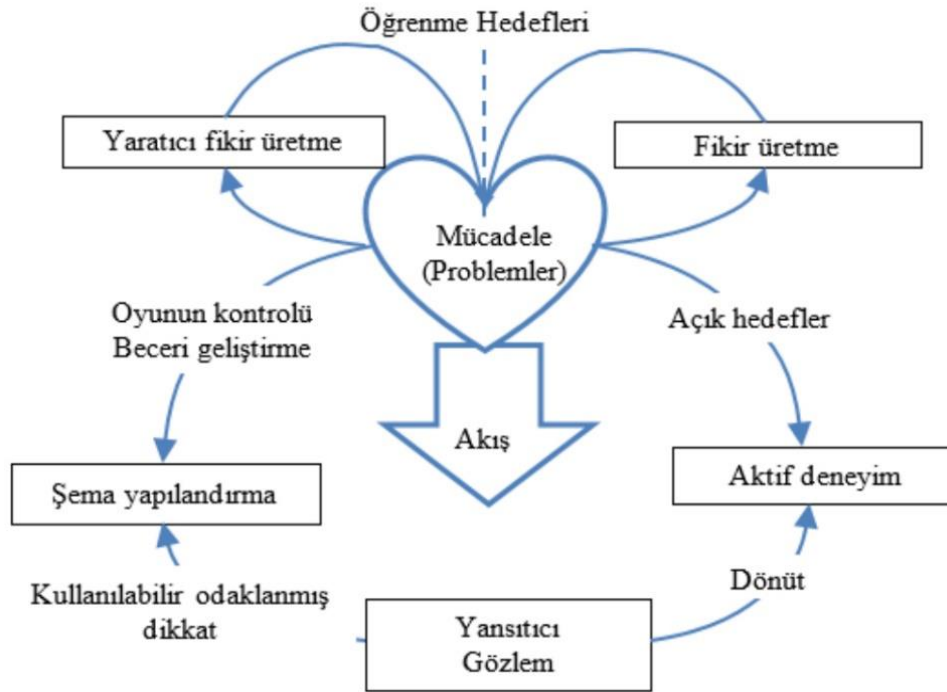 Öğrenme Hedefleri
Yaratıcı fikir üretme
Fikir üretme
Mücadele
(Problemler)
Oyunun kontrolü
Beceri geliştirme
Açık hedefler
Akış
Şema yapılandırma
Aktif deneyim
Kullanılabilir odaklanmış
dikkat
Dönüt
Yansıtıcı
Gözlem